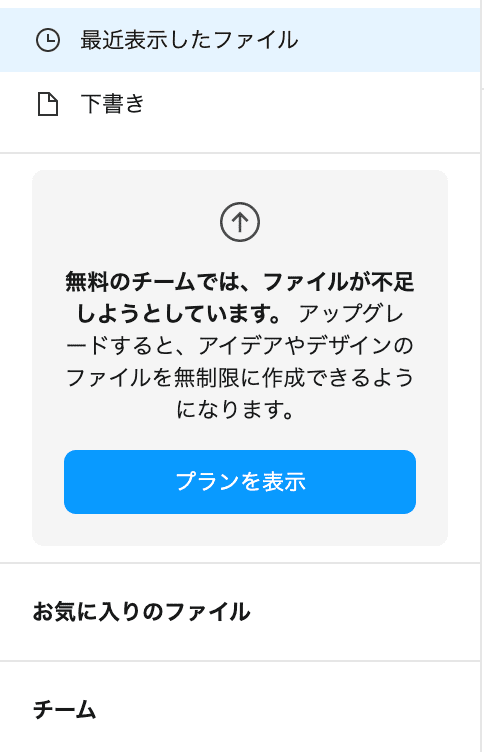 最近表示したファイル
下書き
無料のチームでは、ファイルが不足
しようとしています。 アップグレ
ードすると、アイデアやデザインの
ファイルを無制限に作成できるよう
になります。
プランを表示
お気に入りのファイル
チーム